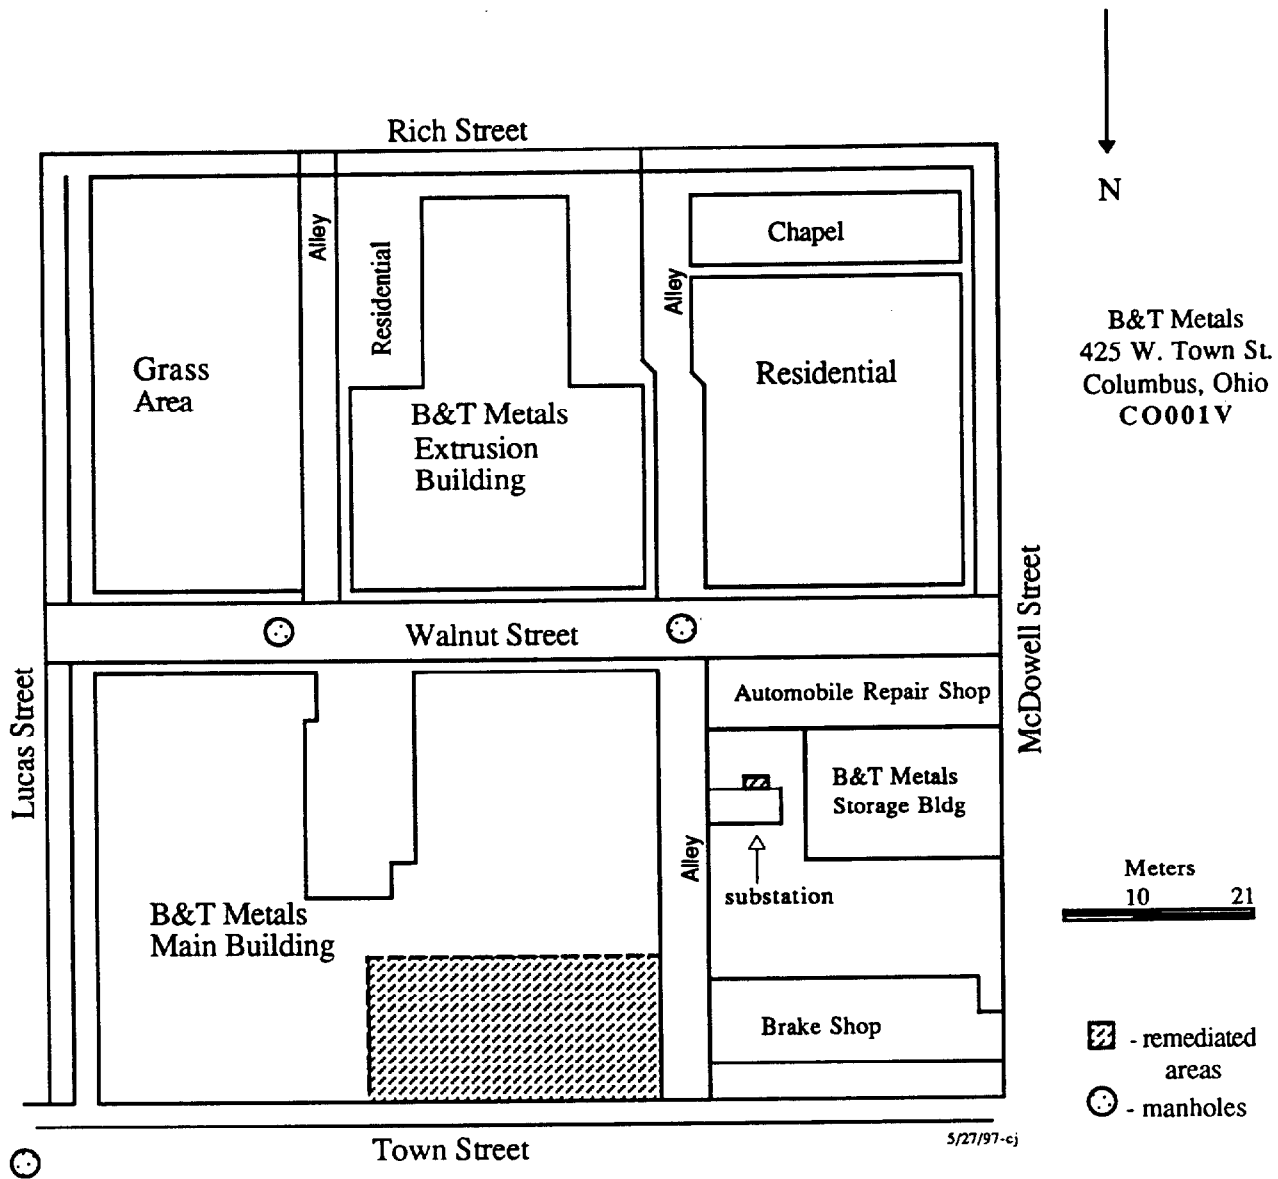 Rich Street
N
Alley
Residential
Chapel
Alley
B&T Metals
425 W. Town St.
Columbus, Ohio
CO001V
Grass
Area
Residential
B&T Metals
Extrusion
Building
McDowell Street
Walnut Street
Lucas Street
Automobile Repair Shop
B&T Metals
Storage Bldg
Alley
substation
Meters
10 21
B&T Metals
Main Building
Brake Shop
- remediated
areas
- manholes
Town Street
5/27/97-cj